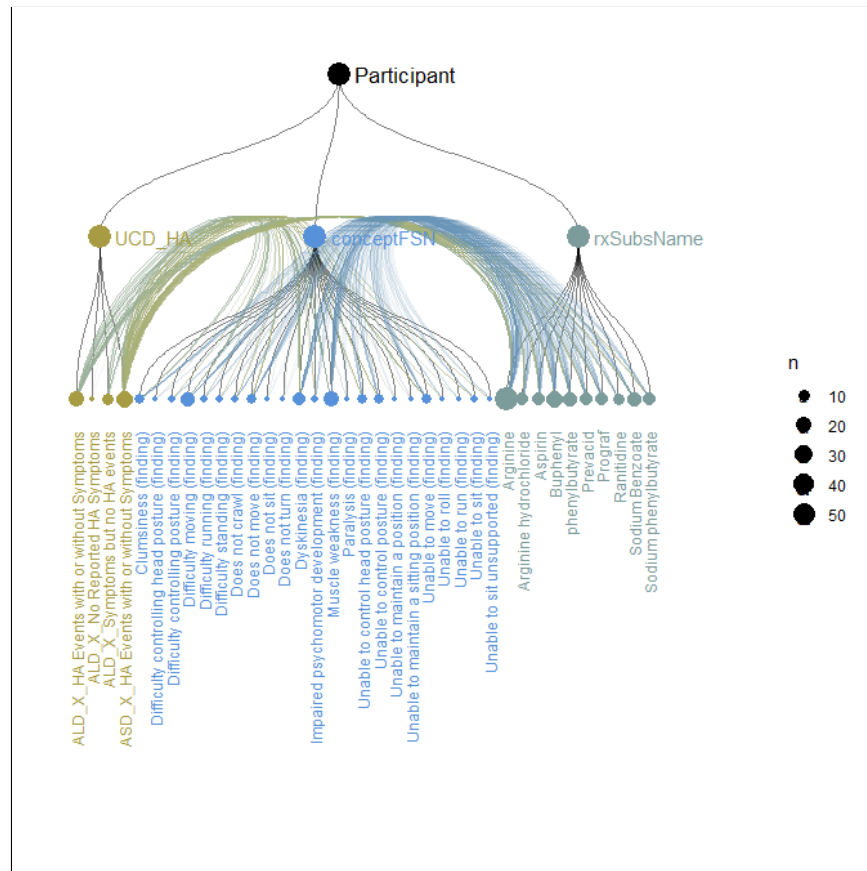 Participant
UCD_HA
conceptFSN
rxSubsName
n
10
20
30
40
50
ALD_X_HA Events with or without Symptoms
ALD_X_No Reported HA Symptoms
ALD_X_Symptoms but no HA events
ASD_X_HA Events with or without Symptoms
Clumsiness (finding)
Difficulty controlling head posture (finding)
Difficulty controlling posture (finding)
Difficulty moving (finding)
Difficulty running (finding)
Difficulty standing (finding)
Does not crawl (finding)
Does not move (finding)
Does not sit (finding)
Does not turn (finding)
Dyskinesia (finding)
Impaired psychomotor development (finding)
Muscle weakness (finding)
Paralysis (finding)
Unable to control head posture (finding)
Unable to control posture (finding)
Unable to maintain a position (finding)
Unable to maintain a sitting position (finding)
Unable to move (finding)
Unable to roll (finding)
Unable to run (finding)
Unable to sit (finding)
Unable to sit unsupported (finding)
Arginine
Arginine hydrochloride
Aspirin
Buphenyl
phenylbutyrate
Prevacid
Prograf
Ranitidine
Sodium Benzoate
Sodium phenylbutyrate